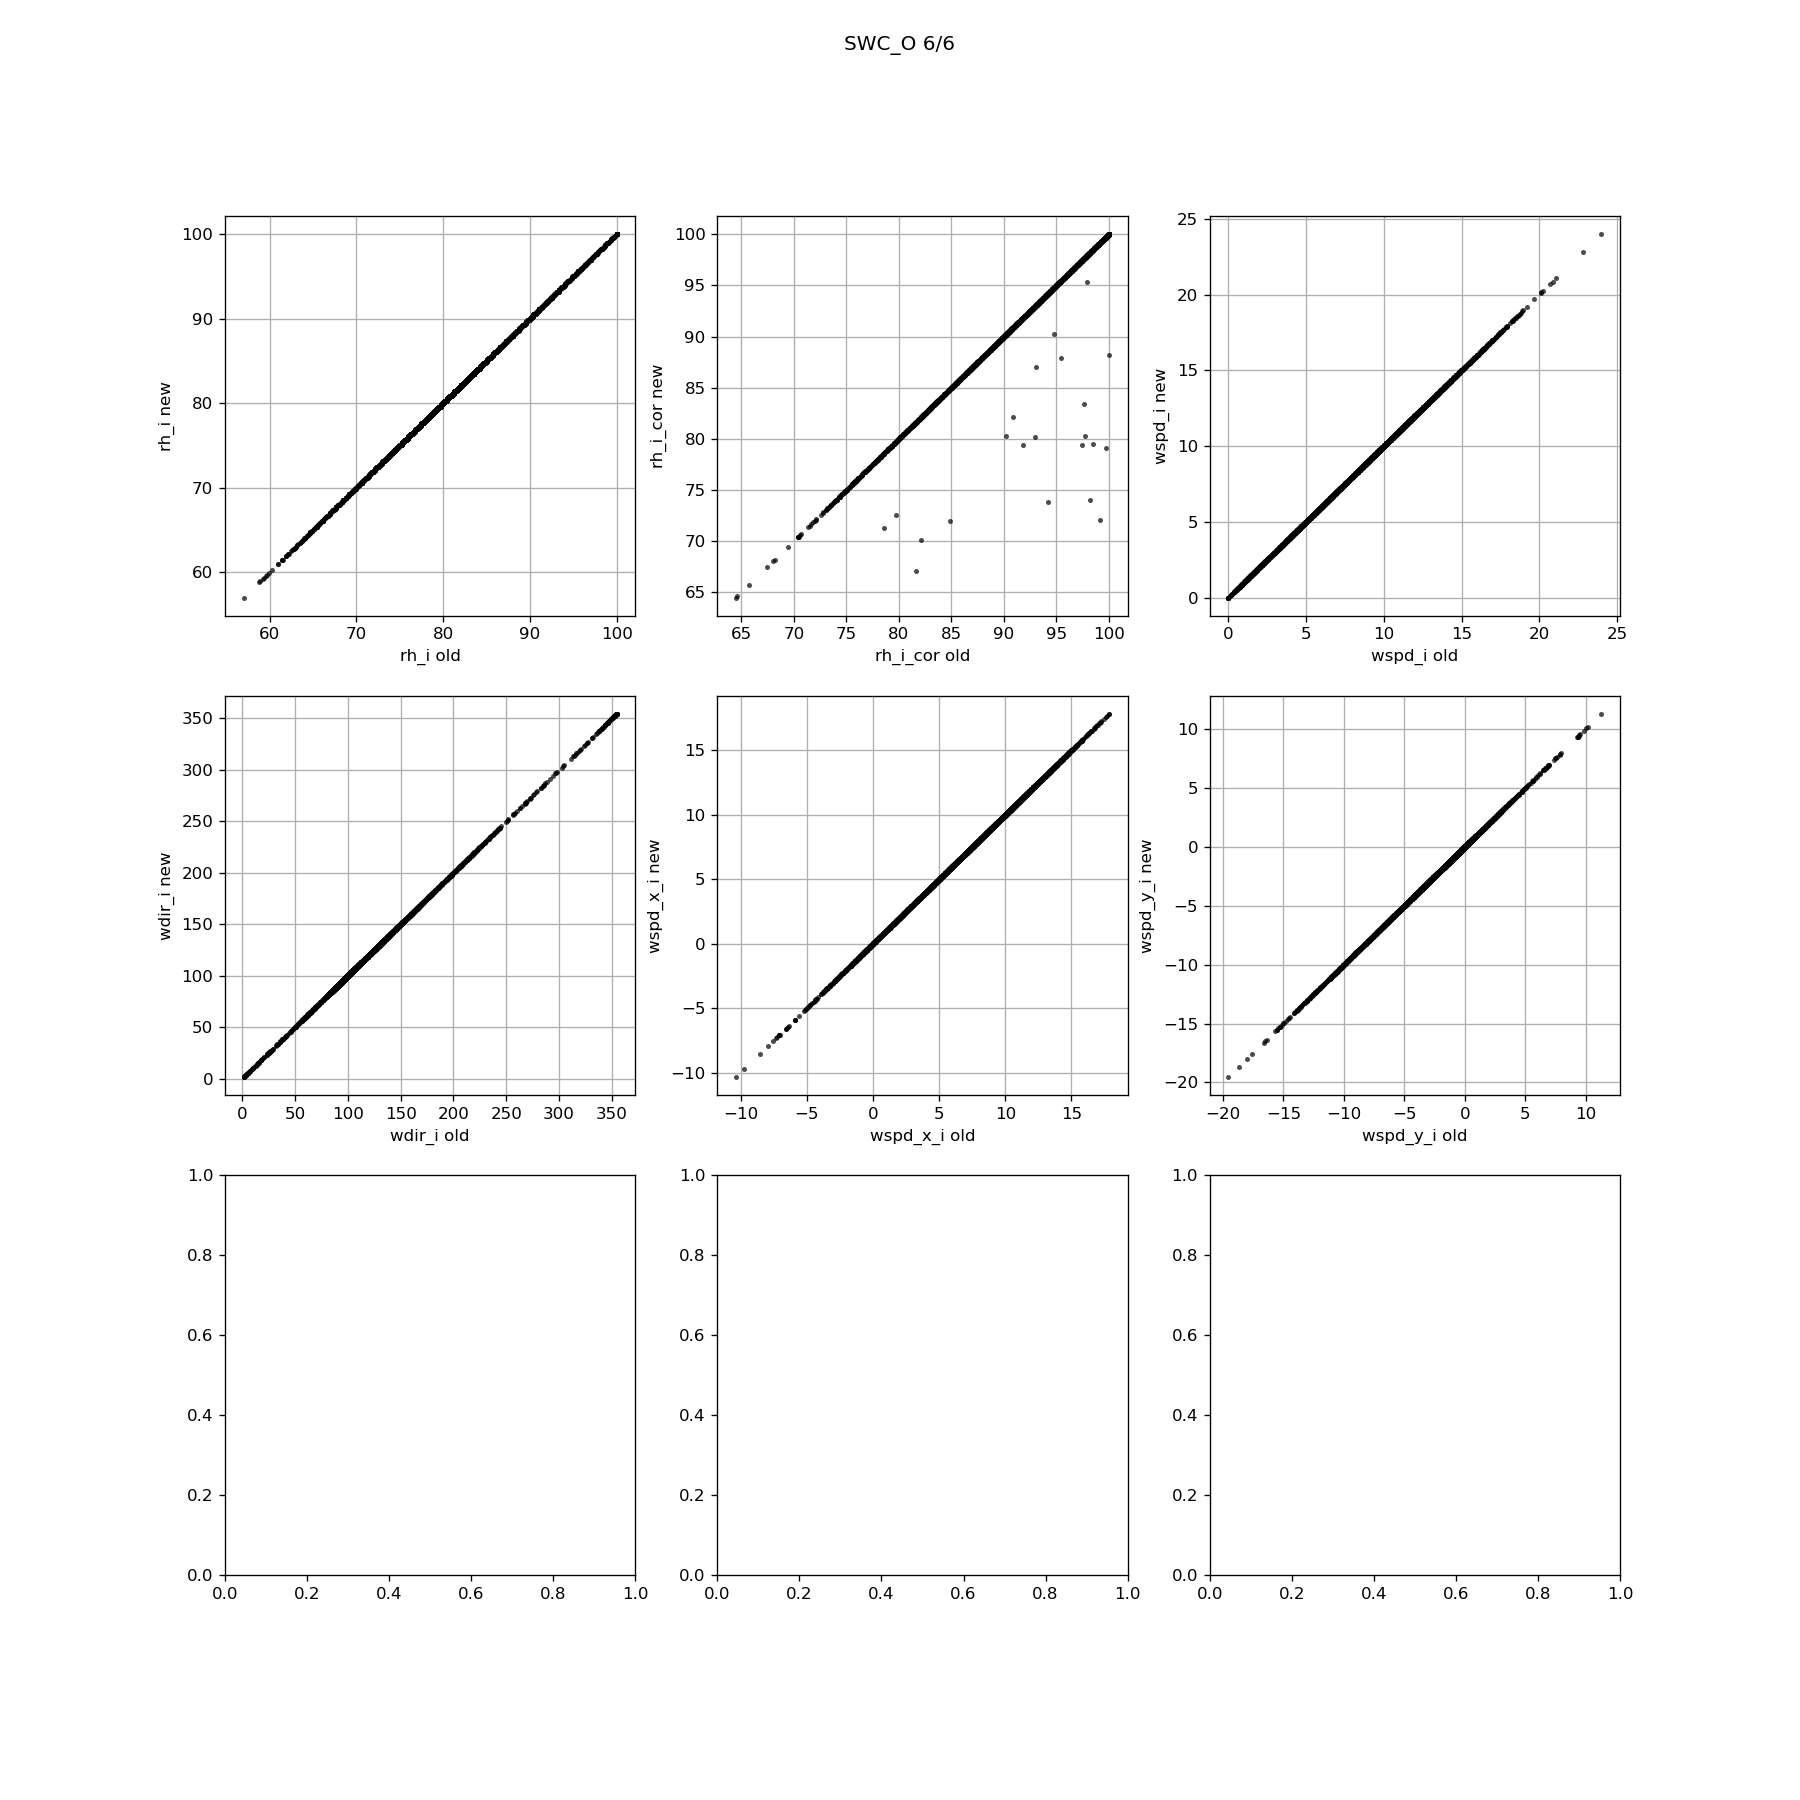 SWC_O 6/6
100
90
80
70
60
rh_i new
60 70 80 90 100
rh_i old
100
95
90
85
80
75
70
65
rh_i_cor new
65 70 75 80 85 90 95 100
rh_i_cor old
25
20
15
10
5
0
wspd_i new
0 5 10 15 20 25
wspd_i old
350
300
250
200
150
100
50
0
wdir_i new
0 50 100 150 200 250 300 350
wdir_i old
15
10
5
0
−5
−10
wspd_x_i new
−10 −5 0 5 10 15
wspd_x_i old
10
5
0
−5
−10
−15
−20
wspd_y_i new
−20 −15 −10 −5 0 5 10
wspd_y_i old
1.0
0.8
0.6
0.4
0.2
0.0
0.0 0.2 0.4 0.6 0.8 1.0
1.0
0.8
0.6
0.4
0.2
0.0
0.0 0.2 0.4 0.6 0.8 1.0
1.0
0.8
0.6
0.4
0.2
0.0
0.0 0.2 0.4 0.6 0.8 1.0